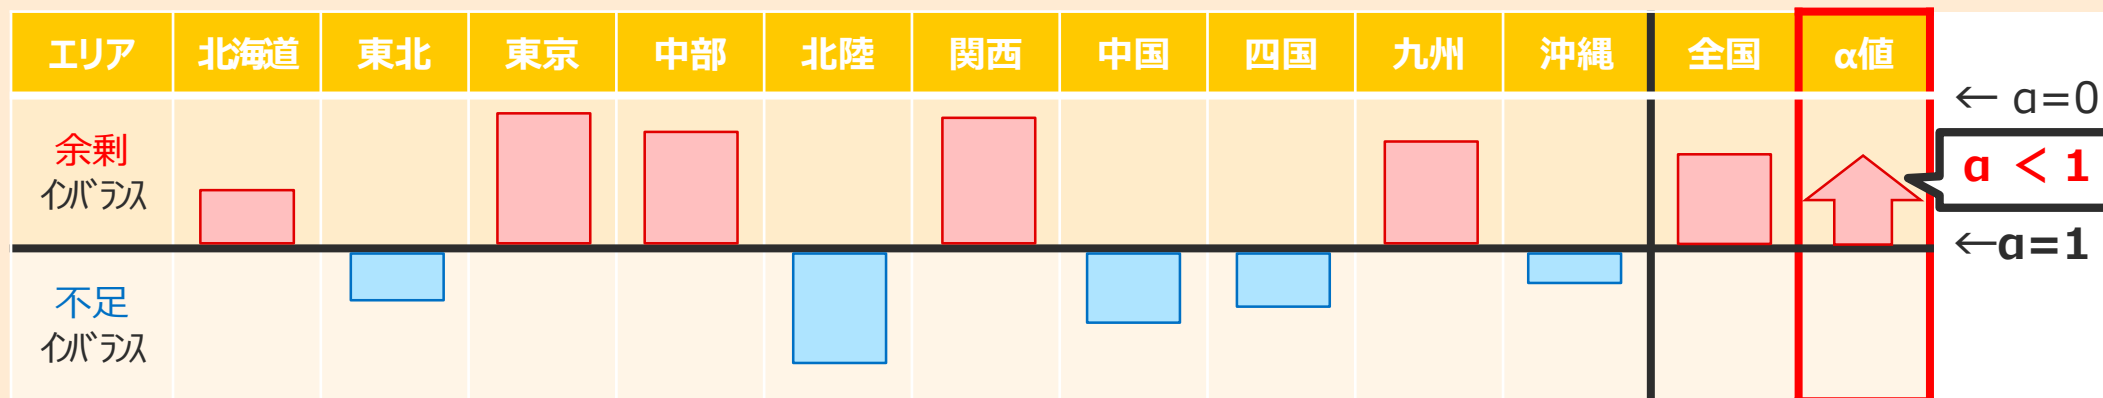 エリア 北海道 東北 東京 中部 北陸 関西 中国 四国 九州 沖縄 全国 α値
← α=0
余剰
インバランス
α < 1
←α=1
不足
インバランス